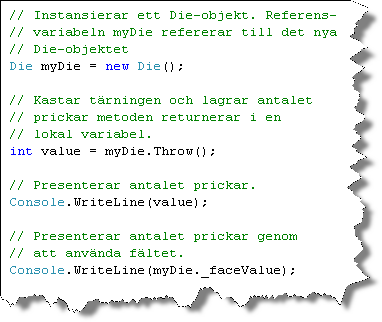 // Instansierar ett Die-objekt. Referens-
// variabeln myDie refererar till det nya
// Die-objektet
Die myDie = new Die();
// Kastar tärningen och lagrar antalet
// prickar metoden returnerar i en
// lokal variabel.
int value = myDie.Throw();
// Presenterar antalet prickar.
Console.WriteLine(value);
// Presenterar antalet prickar genom
// att använda fältet.
Console.WriteLine(myDie._faceValue);